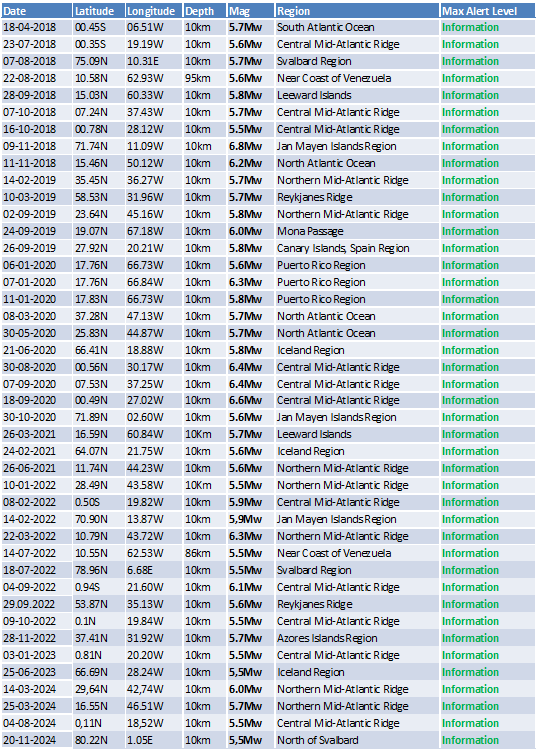 Date Latitude Longitude Depth Mag Region Max Alert Level
18-04-2018 00.45S 06.51W 10km 5.7Mw South Atlantic Ocean Information
23-07-2018 00.35S 19.19W 10km 5.6Mw Central Mid-Atlantic Ridge Information
07-08-2018 75.09N 10.31E 10km 5.7Mw Svalbard Region Information
22-08-2018 10.58N 62.93W 95km 5.6Mw Near Coast of Venezuela Information
28-09-2018 15.03N 60.33W 10km 5.8Mw Leeward Islands Information
07-10-2018 07.24N 37.43W 10km 5.7Mw Central Mid-Atlantic Ridge Information
16-10-2018 00.78N 28.12W 10km 5.5Mw Central Mid-Atlantic Ridge Information
09-11-2018 71.74N 11.09W 10km 6.8Mw Jan Mayen Islands Region Information
11-11-2018 15.46N 50.12W 10km 6.2Mw North Atlantic Ocean Information
14-02-2019 35.45N 36.27W 10km 5.7Mw Northern Mid-Atlantic Ridge Information
10-03-2019 58.53N 31.96W 10km 5.7Mw Reykjanes Ridge Information
02-09-2019 23.64N 45.16W 10km 5.8Mw Northern Mid-Atlantic Ridge Information
24-09-2019 19.07N 67.18W 10km 6.0Mw Mona Passage Information
26-09-2019 27.92N 20.21W 10km 5.8Mw Canary Islands, Spain Region Information
06-01-2020 17.76N 66.73W 10km 5.6Mw Puerto Rico Region Information
07-01-2020 17.76N 66.84W 10km 6.3Mw Puerto Rico Region Information
11-01-2020 17.83N 66.73W 10km 5.8Mw Puerto Rico Region Information
08-03-2020 37.28N 47.13W 10km 5.7Mw North Atlantic Ocean Information
30-05-2020 25.83N 44.87W 10km 5.7Mw North Atlantic Ocean Information
21-06-2020 66.41N 18.88W 10km 5.8Mw Iceland Region Information
30-08-2020 00.56N 30.17W 10km 6.4Mw Central Mid-Atlantic Ridge Information
07-09-2020 07.53N 37.25W 10km 6.4Mw Central Mid-Atlantic Ridge Information
18-09-2020 00.49N 27.02W 10km 6.6Mw Central Mid-Atlantic Ridge Information
30-10-2020 71.89N 02.60W 10km 5.6Mw Jan Mayen Islands Region Information
26-03-2021 16.59N 60.84W 10Km 5.7Mw Leeward Islands Information
24-02-2021 64.07N 21.75W 10km 5.6Mw Iceland Region Information
26-06-2021 11.74N 44.23W 10km 5.6Mw Northern Mid-Atlantic Ridge Information
10-01-2022 28.49N 43.58W 10Km 5.5Mw Northern Mid-Atlantic Ridge Information
08-02-2022 0.50S 19.82W 10km 5.9Mw Central Mid-Atlantic Ridge Information
14-02-2022 70.90N 13.87W 10km 5,9Mw Jan Mayen Islands Region Information
22-03-2022 10.79N 43.72W 10km 6.3Mw Northern Mid-Atlantic Ridge Information
14-07-2022 10.55N 62.53W 86km 5.5Mw Near Coast of Venezuela Information
18-07-2022 78.96N 6.68E 10km 5.5Mw Svalbard Region Information
04-09-2022 0.94S 21.60W 10km 6.1Mw Central Mid-Atlantic Ridge Information
29.09.2022 53.87N 35.13W 10km 5.6Mw Reykjanes Ridge Information
09-10-2022 0.1N 19.84W 10km 5.5Mw Central Mid-Atlantic Ridge Information
28-11-2022 37.41N 31.92W 10km 5.7Mw Azores Islands Region Information
03-01-2023 0.81N 20.20W 10km 5.5Mw Central Mid-Atlantic Ridge Information
25-06-2023 66.69N 28.24W 10km 5,5Mw Iceland Region Information
14-03-2024 29,64N 42,74W 10km 6.0Mw Northern Mid-Atlantic Ridge Information
25-03-2024 16.55N 46.51W 10km 5.7Mw Northern Mid-Atlantic Ridge Information
04-08-2024 0,11N 18,52W 10km 5.5Mw Central Mid-Atlantic Ridge Information
20-11-2024 80.22N 1.05E 10km 5,5Mw North of Svalbard Information